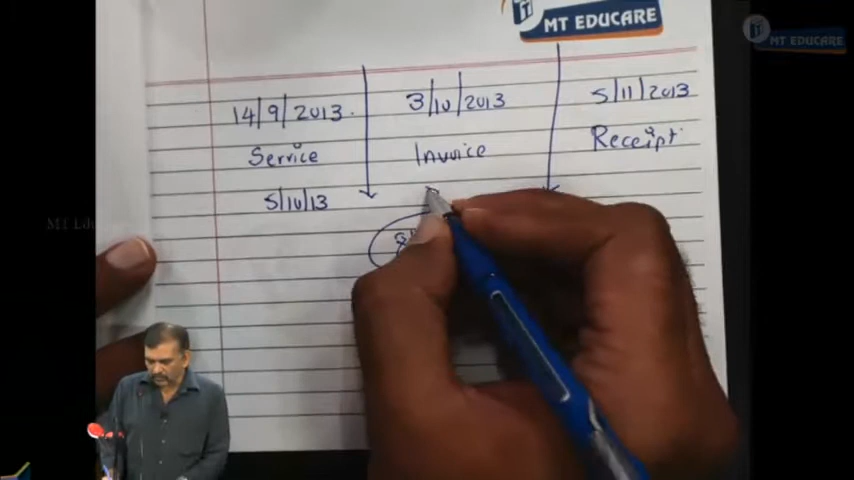 MT EDUCARE
MT EDUCARE
14/9/2013.
3/10/2013
5/11/2013
Service
Invoice
Receipt
5/10/13